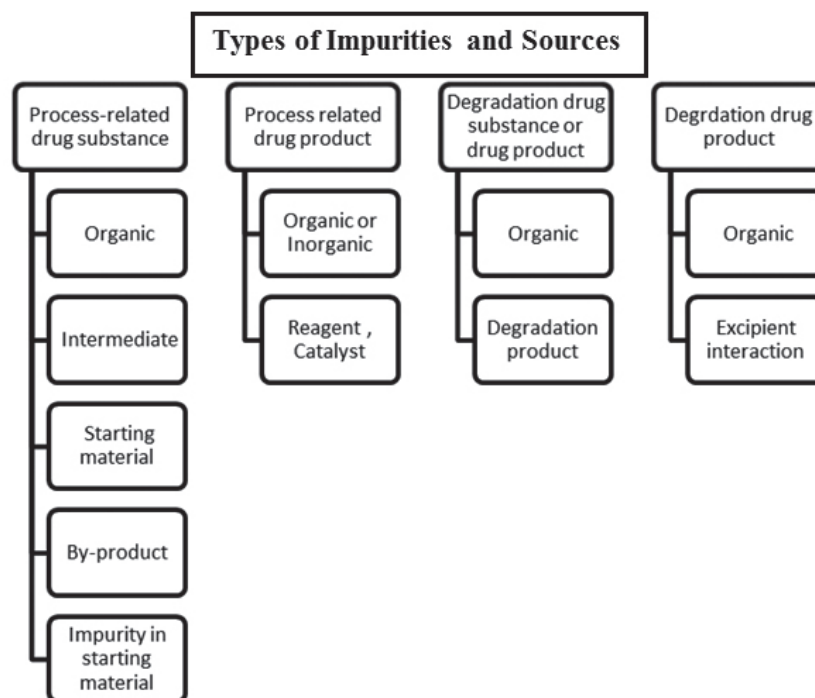 Types of Impurities and Sources
Process-related
drug substance
Organic
Intermediate
Starting
material
By-product
Impurity in
starting
material
Process related
drug product
Organic or
Inorganic
Reagent ,
Catalyst
Degradation drug
substance or
drug product
Organic
Degradation
product
Degrdation drug
product
Organic
Excipient
interaction